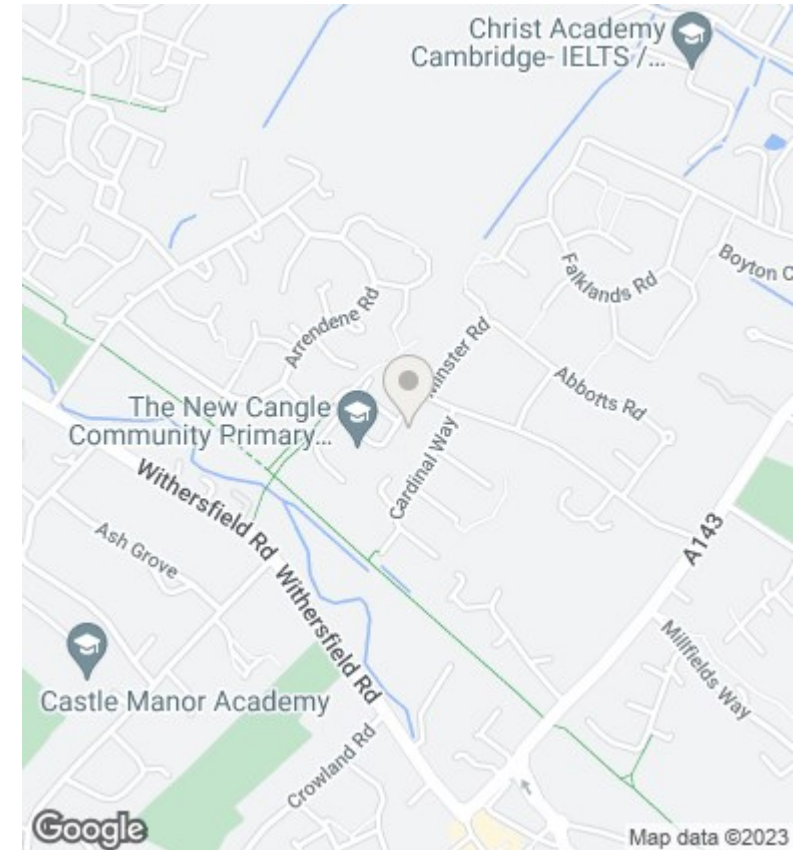 Christ Academy
Cambridge- IELTS /...
Falklands Rd
Boyton C
Arrendene Rd
Minster Rd
Abbotts Rd
The New Cangle
Community Primary...
Cardinal Way
Withersfield Rd
A143
Ash Grove
Withersfield Rd
Millfields Way
Castle Manor Academy
Crowland Rd
Google
Map data ©2023